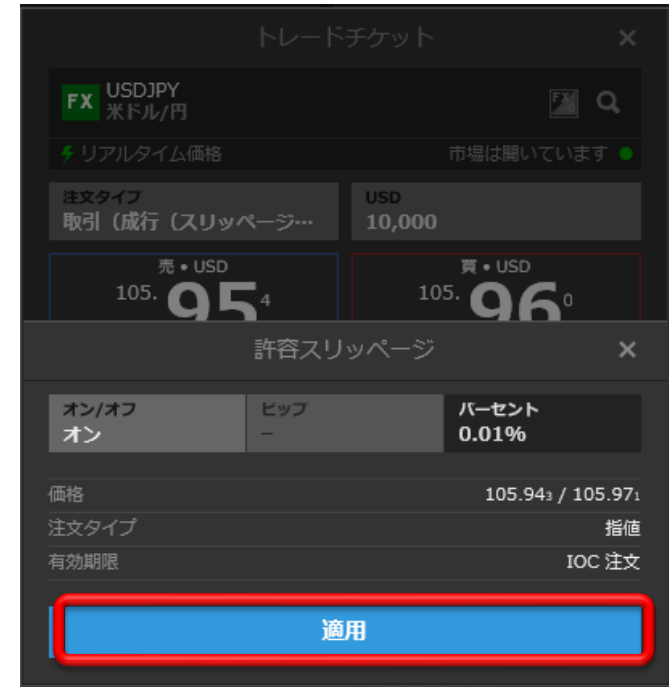 トレードチケット ×
FX USDJPY
米ドル/円
リアルタイム価格 市場は開いています
注文タイプ USD
取引（成行（スリッページ… 10,000
売 • USD 買 • USD
105. 95 4 105. 96 0
許容スリッページ ×
オン/オフ ピップ パーセント
オン – 0.01%
価格 105.943 / 105.971
注文タイプ 指値
有効期限 IOC 注文
適用